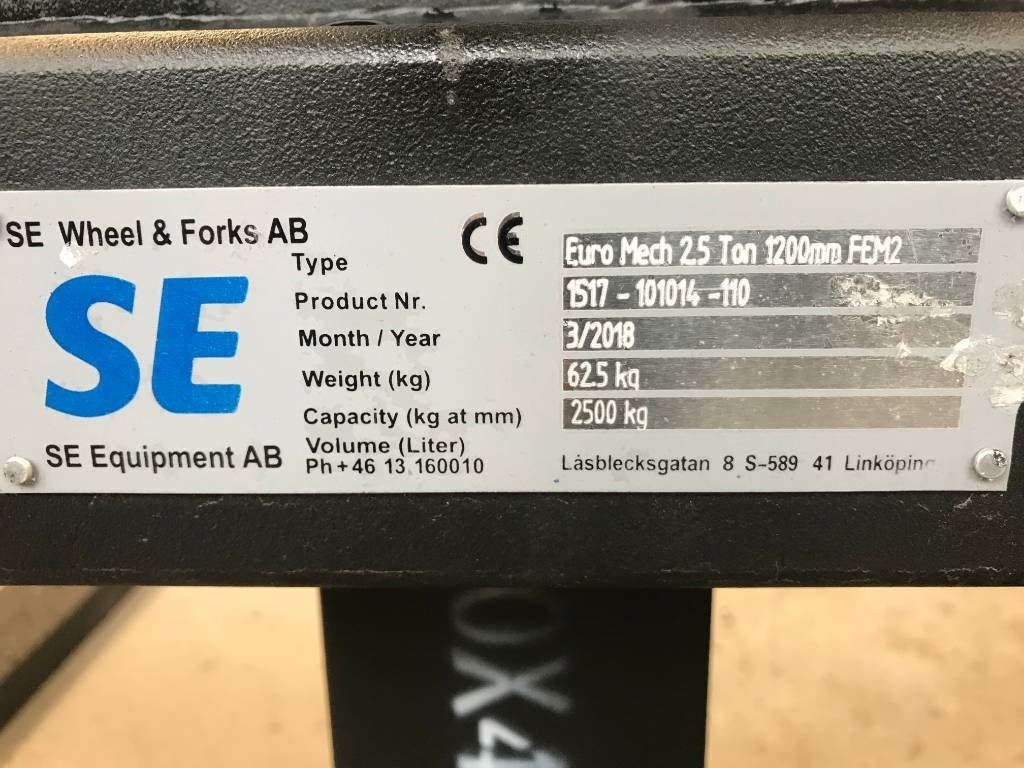 SE Wheel & Forks AB
CE
SE
SE Equipment AB
Type Euro Mech 2.5 Ton 1200mm FEM2
Product Nr. 1517 - 101014 -110
Month / Year 3/2018
Weight (kg) 62.5 kg
Capacity (kg at mm) 2500 kg
Volume (Liter)
Ph + 46 13 160010 Låsblecksgatan 8 S-589 41 Linköping
OX4